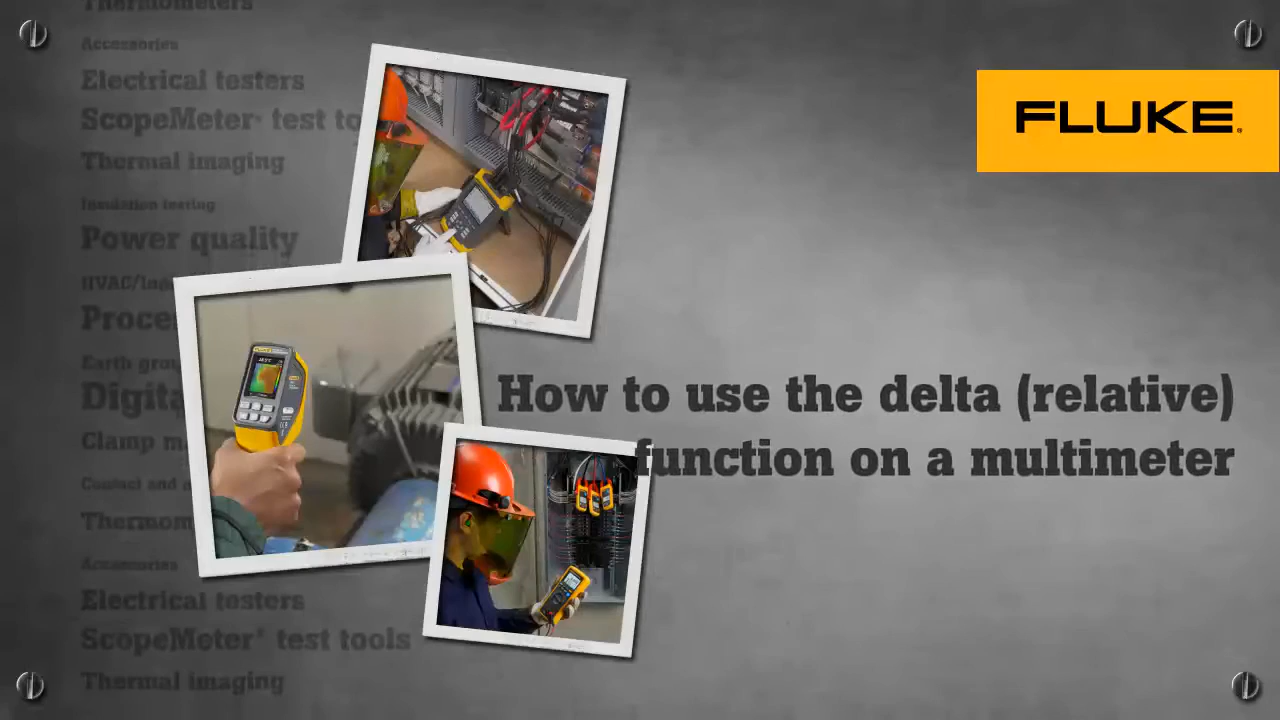 Thermometers
Accessories
Electrical testers
ScopeMeter® test to
Thermal imaging
Insulation testing
Power quality
HVAC/
Proce
Earth grou
Digita
Clamp m
Contact and
Thermom
Accessories
Electrical testers
ScopeMeter® test tools
Thermal imaging
FLUKE®
How to use the delta (relative)
function on a multimeter